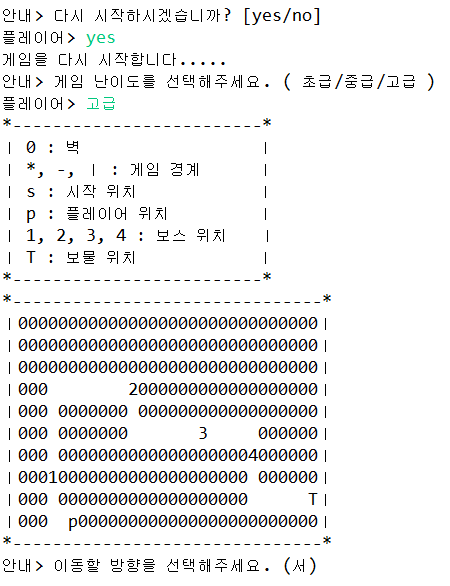 안내> 다시 시작하시겠습니까? [yes/no]
플레이어> yes
게임을 다시 시작합니다.....
안내> 게임 난이도를 선택해주세요. ( 초급/중급/고급 )
플레이어> 고급
*-------------------------*
| 0 : 벽                  |
| *, -, | : 게임 경계     |
| s : 시작 위치           |
| p : 플레이어 위치       |
| 1, 2, 3, 4 : 보스 위치  |
| T : 보물 위치           |
*-------------------------*
*-------------------------------*
|000000000000000000000000000000|
|000000000000000000000000000000|
|000000000000000000000000000000|
|000        2000000000000000000|
|000 0000000 000000000000000000|
|000 0000000       3     000000|
|000 00000000000000000004000000|
|00010000000000000000000 000000|
|000 0000000000000000000      T|
|000  p000000000000000000000000|
*-------------------------------*
안내> 이동할 방향을 선택해주세요. (서)